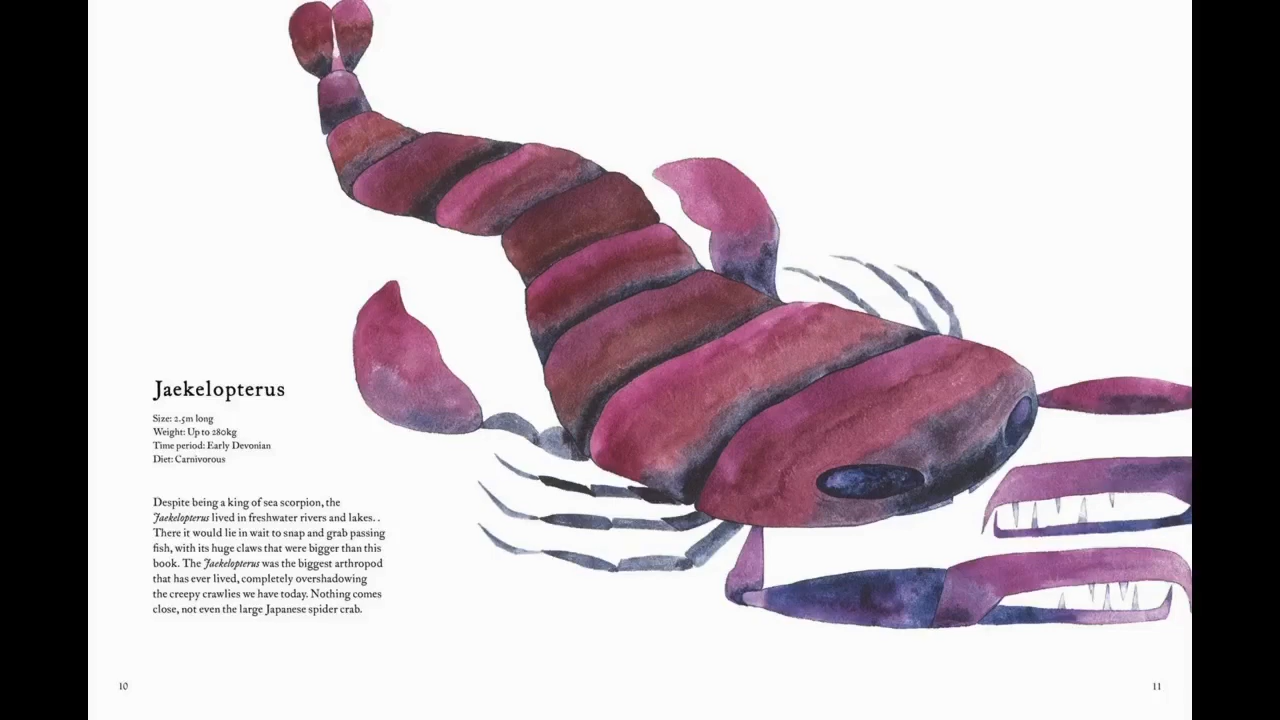 Jaekelopterus
Size: 2.5m long
Weight: Up to 280kg
Time period: Early Devonian
Diet: Carnivorous
Despite being a king of sea scorpion, the
Jaekelopterus lived in freshwater rivers and lakes. .
There it would lie in wait to snap and grab passing
fish, with its huge claws that were bigger than this
book. The Jaekelopterus was the biggest arthropod
that has ever lived, completely overshadowing
the creepy crawlies we have today. Nothing comes
close, not even the large Japanese spider crab.
10
11